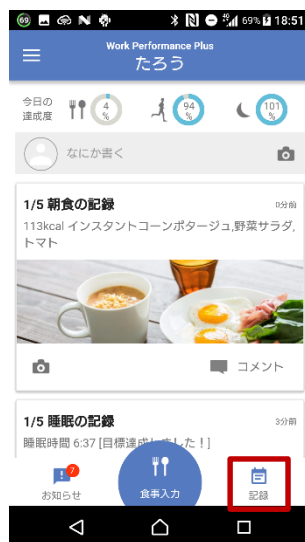 69 69% 18:51
Work Performance Plus
たろう
今日の
達成度
4
%
94
%
101
%
なにか書く
1/5 朝食の記録 0分前
113kcal インスタントコーンポタージュ,野菜サラダ,
トマト
コメント
1/5 睡眠の記録 3分前
睡眠時間 6:37 [目標達成しました！]
7
お知らせ
食事入力
記録